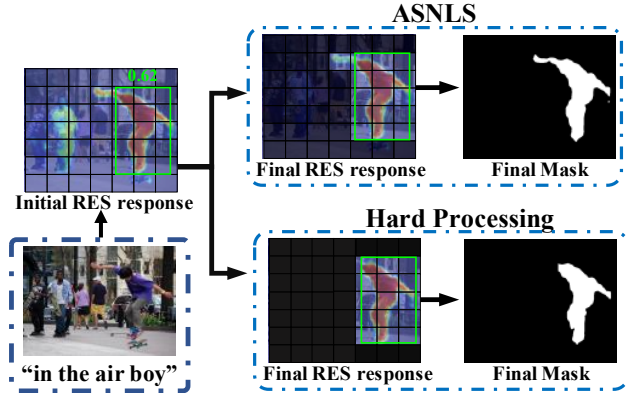 ASNLS
0.62
Initial RES response
Final RES response
Final Mask
Hard Processing
"in the air boy"
Final RES response
Final Mask